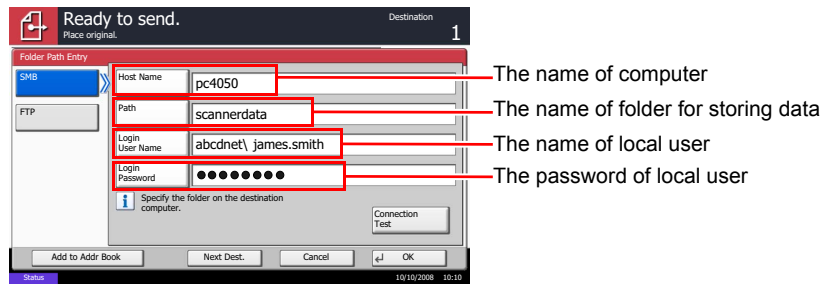 Ready to send.
Destination
Place original.
1
Folder Path Entry
SMB
Host Name
pc4050
The name of computer
FTP
Path
scannerdata
The name of folder for storing data
Login
User Name
abcdnet\ james.smith
The name of local user
Login
Password
●●●●●●●●
The password of local user
i
Specify the folder on the destination
computer.
Connection
Test
Add to Addr Book
Next Dest.
Cancel
OK
Status
10/10/2008 10:10